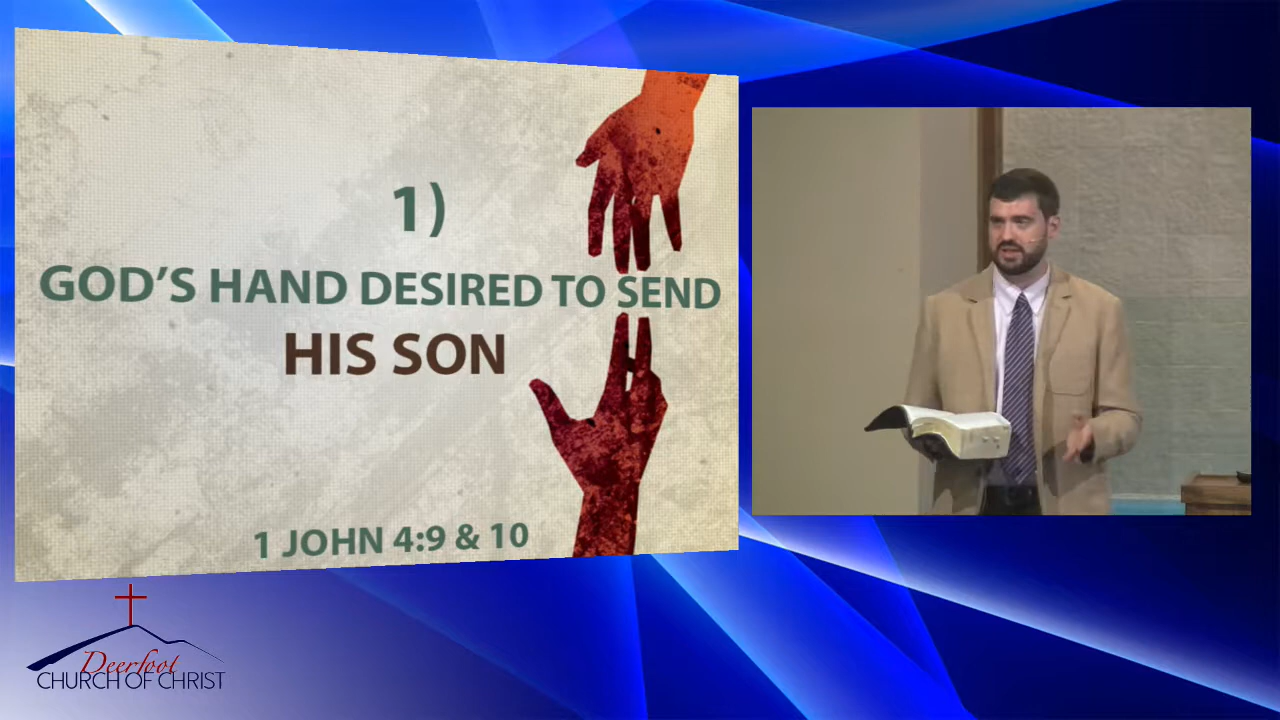 1)
GOD'S HAND DESIRED TO SEND
HIS SON
1 JOHN 4:9 & 10
Deerfoot
CHURCH OF CHRIST